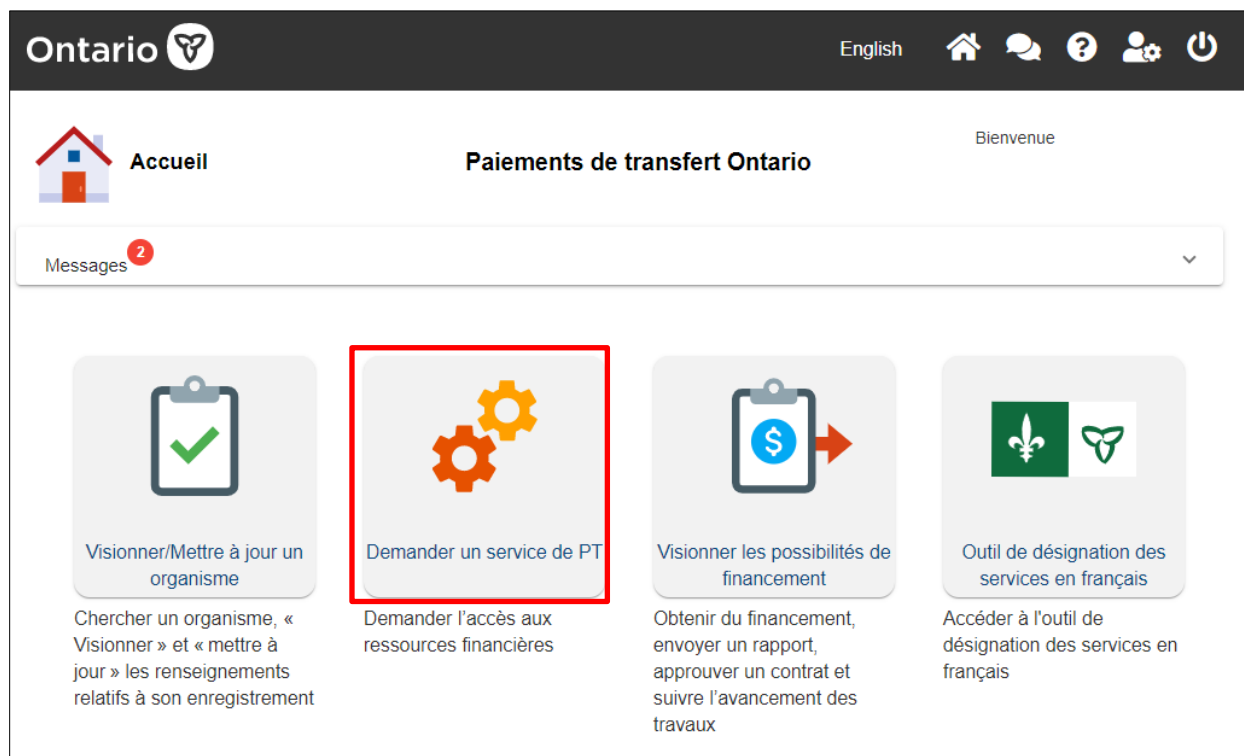 Ontario
English
Bienvenue
Accueil
Paiements de transfert Ontario
Messages 2
Visionner/Mettre à jour un
organisme
Chercher un organisme, «
Visionner » et « mettre à
jour » les renseignements
relatifs à son enregistrement
Demander un service de PT
Demander l'accès aux
ressources financières
$
Visionner les possibilités de
financement
Obtenir du financement,
envoyer un rapport,
approuver un contrat et
suivre l'avancement des
travaux
Outil de désignation des
services en français
Accéder à l'outil de
désignation des services en
français